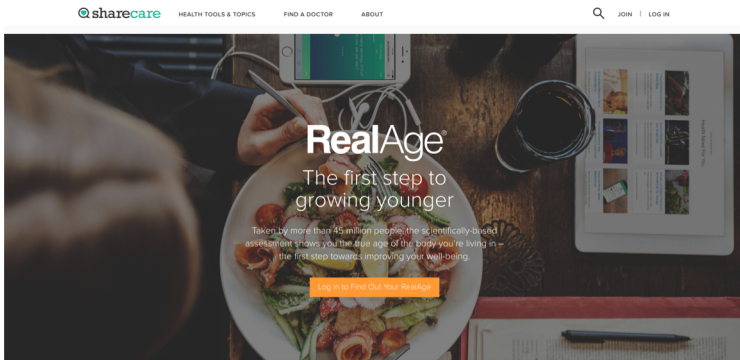 sharecare
HEALTH TOOLS & TOPICS
FIND A DOCTOR
ABOUT
JOIN | LOG IN
RealAge®
The first step to
growing younger
Taken by more than 45 million people, the scientifically-based
assessment shows you the true age of the body you're living in –
the first step towards improving your well-being.
Log In to Find Out Your RealAge